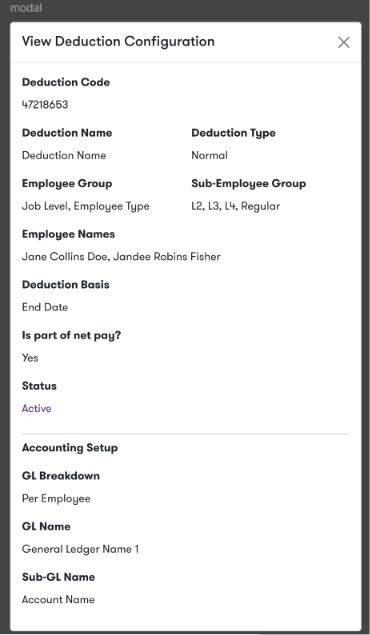 modal
View Deduction Configuration
Deduction Code
47218653
Deduction Name Deduction Type
Deduction Name Normal
Employee Group Sub-Employee Group
Job Level, Employee Type L2, L3, L4, Regular
Employee Names
Jane Collins Doe, Jandee Robins Fisher
Deduction Basis
End Date
Is part of net pay?
Yes
Status
Active
Accounting Setup
GL Breakdown
Per Employee
GL Name
General Ledger Name 1
Sub-GL Name
Account Name